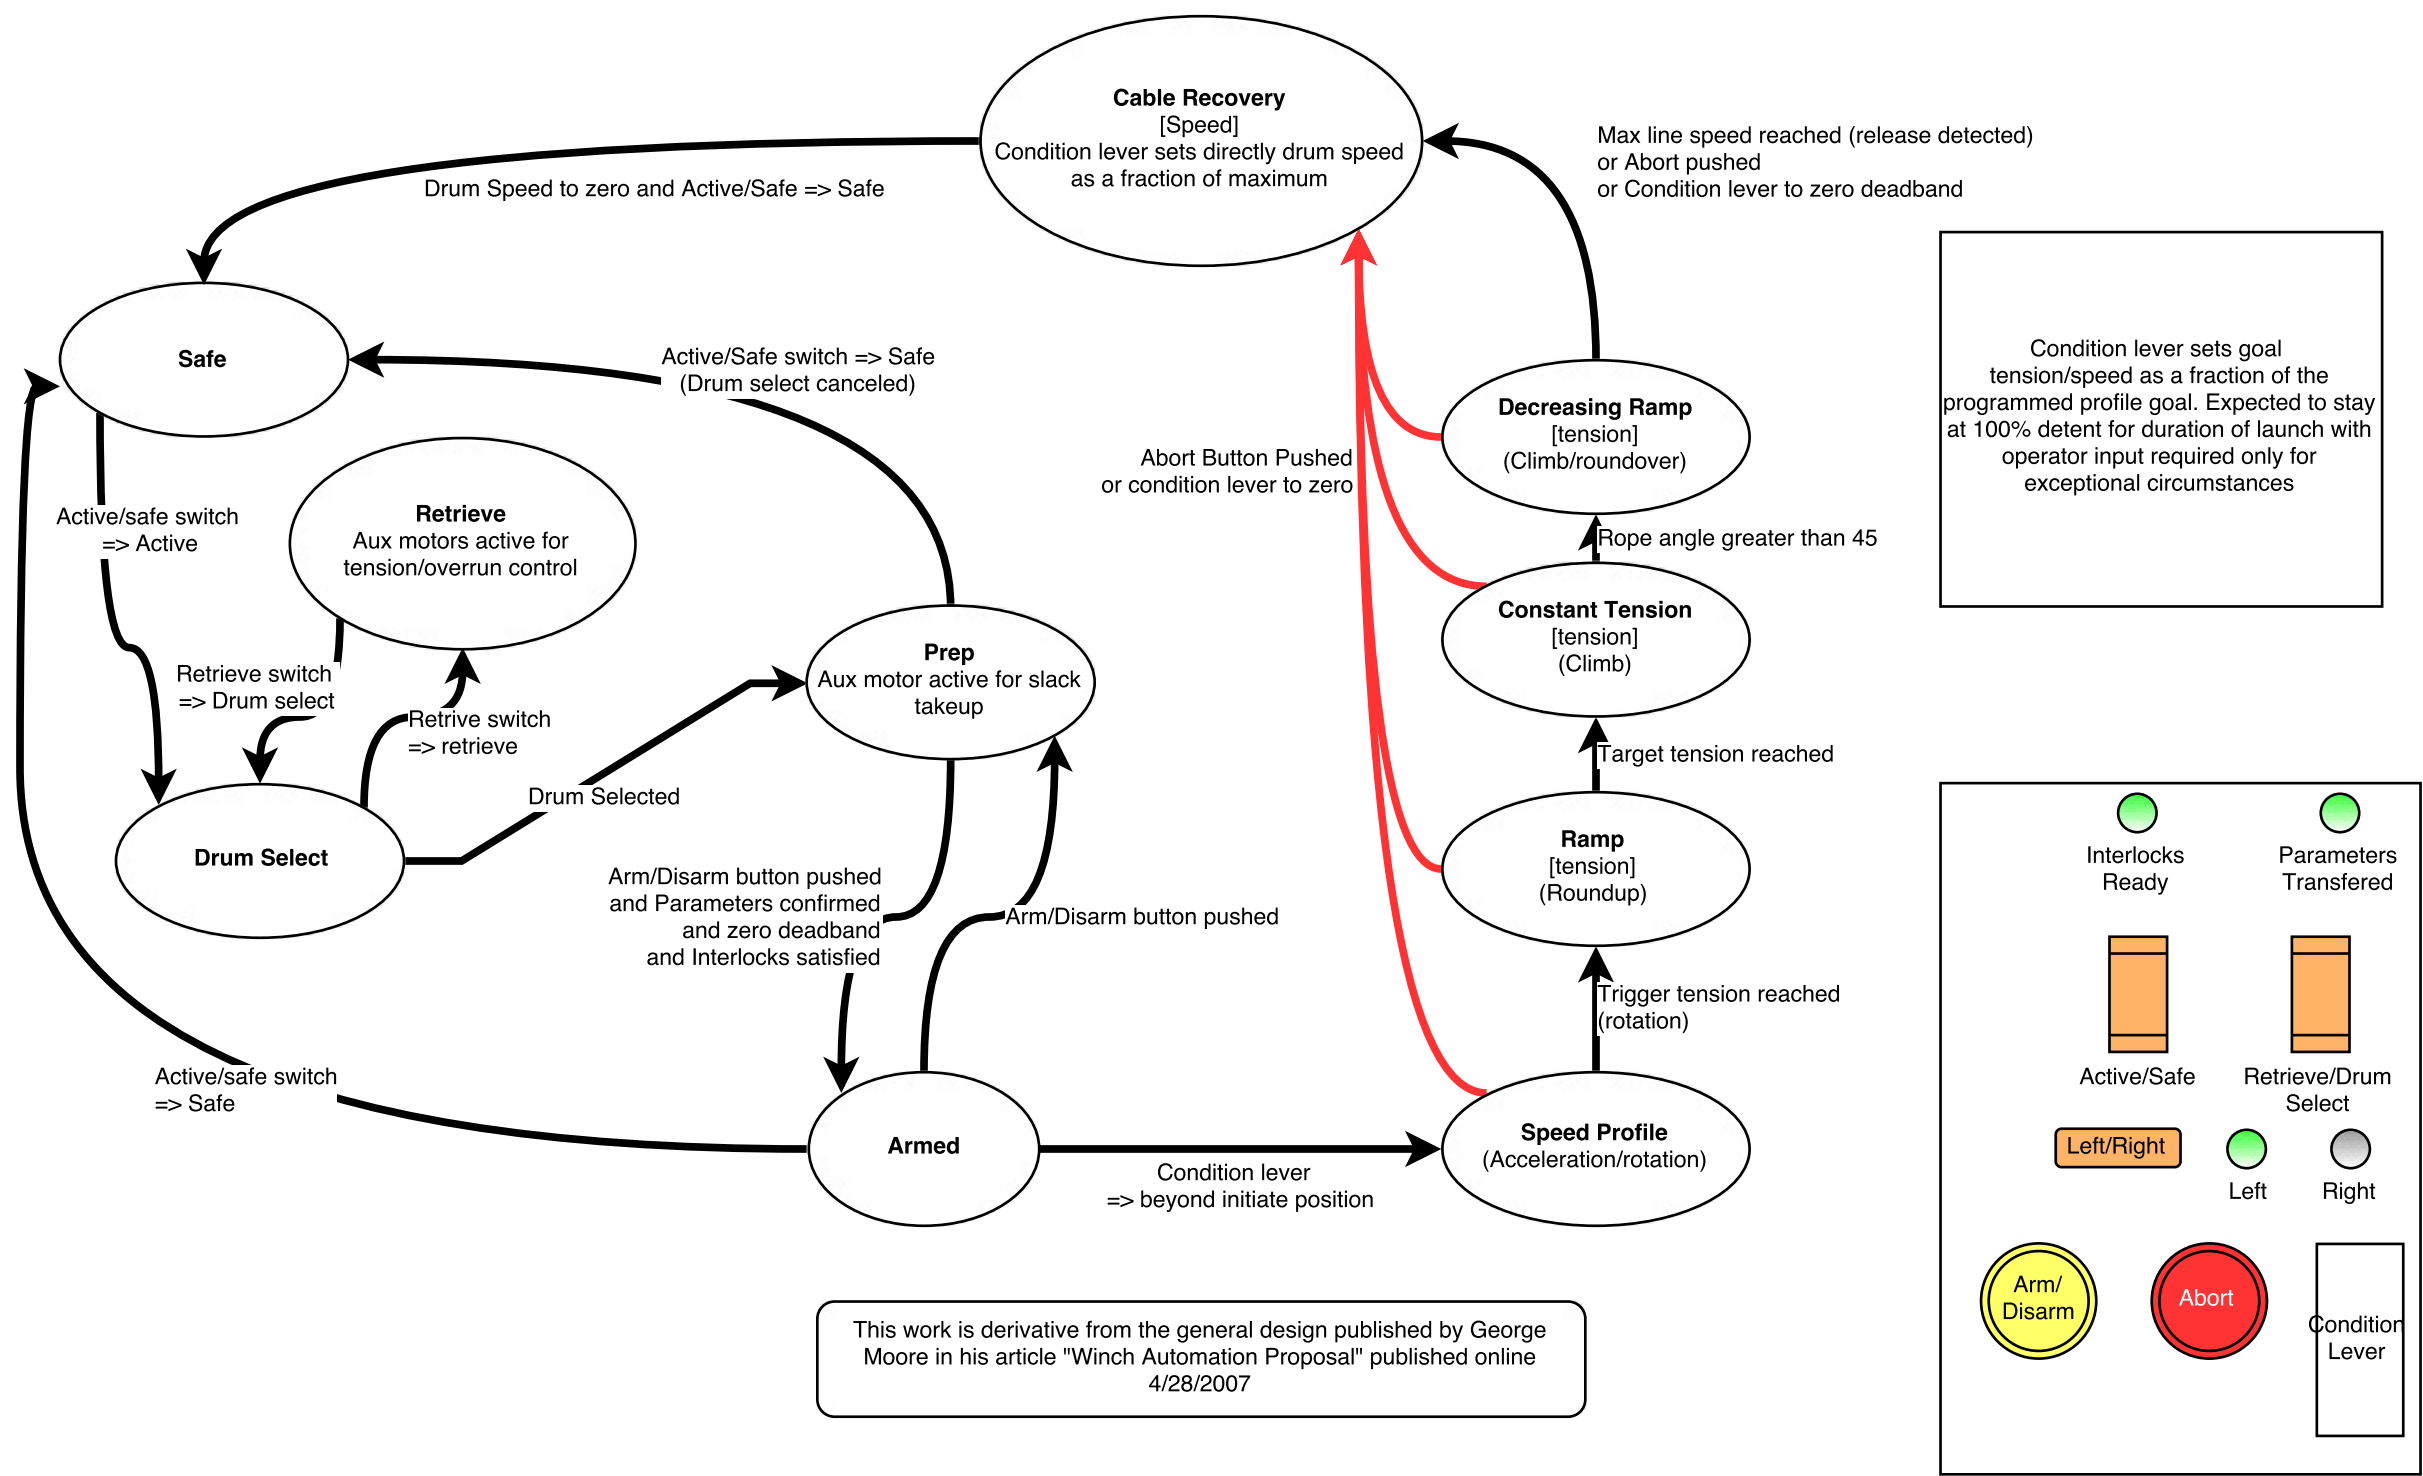 Cable Recovery
[Speed]
Condition lever sets directly drum speed
as a fraction of maximum
Max line speed reached (release detected)
or Abort pushed
or Condition lever to zero deadband
Drum Speed to zero and Active/Safe => Safe
Safe
Active/Safe switch => Safe
(Drum select canceled)
Condition lever sets goal
tension/speed as a fraction of the
programmed profile goal. Expected to stay
at 100% detent for duration of launch with
operator input required only for
exceptional circumstances
Decreasing Ramp
[tension]
(Climb/roundover)
Abort Button Pushed
or condition lever to zero
Active/safe switch
=> Active
Retrieve
Aux motors active for
tension/overrun control
Rope angle greater than 45
Constant Tension
[tension]
(Climb)
Retrieve switch
=> Drum select
Retrive switch
=> retrieve
Prep
Aux motor active for slack
takeup
Target tension reached
Drum Selected
Drum Select
Ramp
[tension]
(Roundup)
Arm/Disarm button pushed
and Parameters confirmed
and zero deadband
and Interlocks satisfied
Arm/Disarm button pushed
Trigger tension reached
(rotation)
Active/safe switch
=> Safe
Armed
Condition lever
=> beyond initiate position
Speed Profile
(Acceleration/rotation)
Interlocks
Ready
Parameters
Transfered
Active/Safe
Retrieve/Drum
Select
Left/Right
Left
Right
Arm/
Disarm
Abort
Condition
Lever
This work is derivative from the general design published by George
Moore in his article "Winch Automation Proposal" published online
4/28/2007